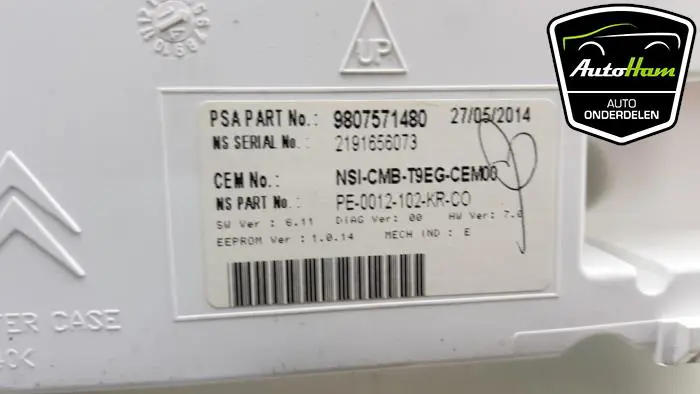 UP
AutoHam
AUTO
ONDERDELEN
PSA PART No.: 9807571480 27/05/2014
NS SERIAL No.: 2191656073
CEM No.: NSI-CMB-T9EG-CEM00
NS PART No.: PE-0012-102-KR-CO
SW Ver : 6.11 DIAG Ver: 00 HW Ver: 7.0
EEPROM Ver : 1.0.14 MECH IND : E
TER CASE